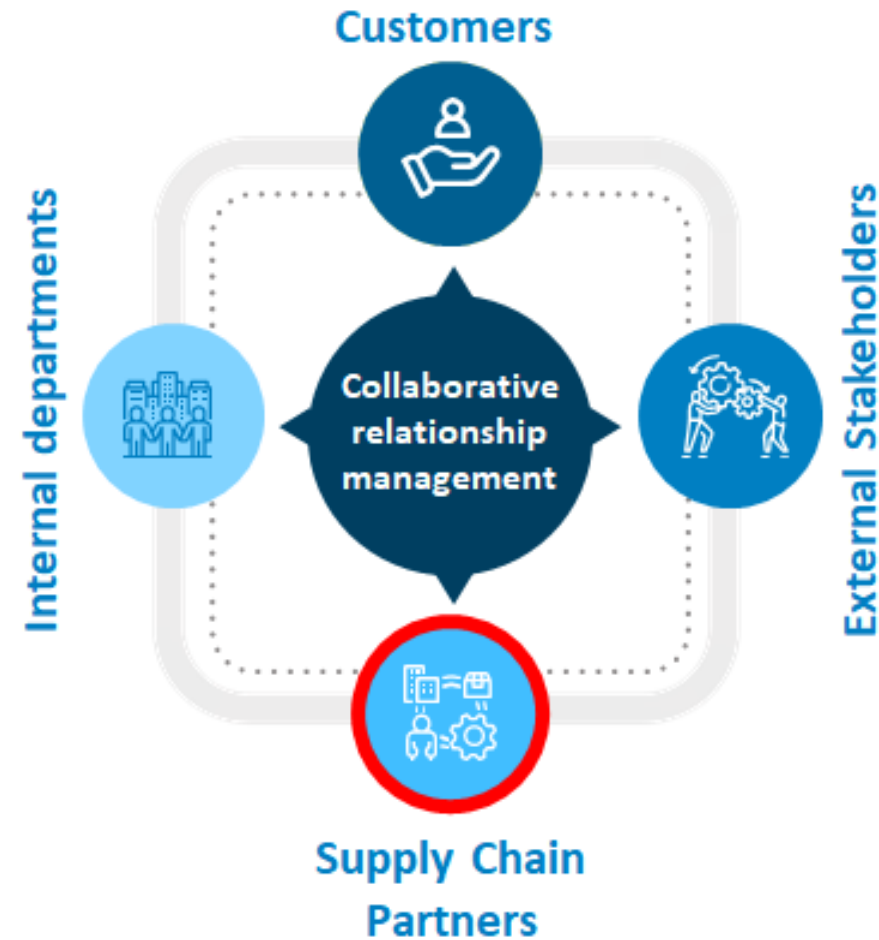 Customers
Internal departments
Collaborative
relationship
management
External Stakeholders
Supply Chain
Partners